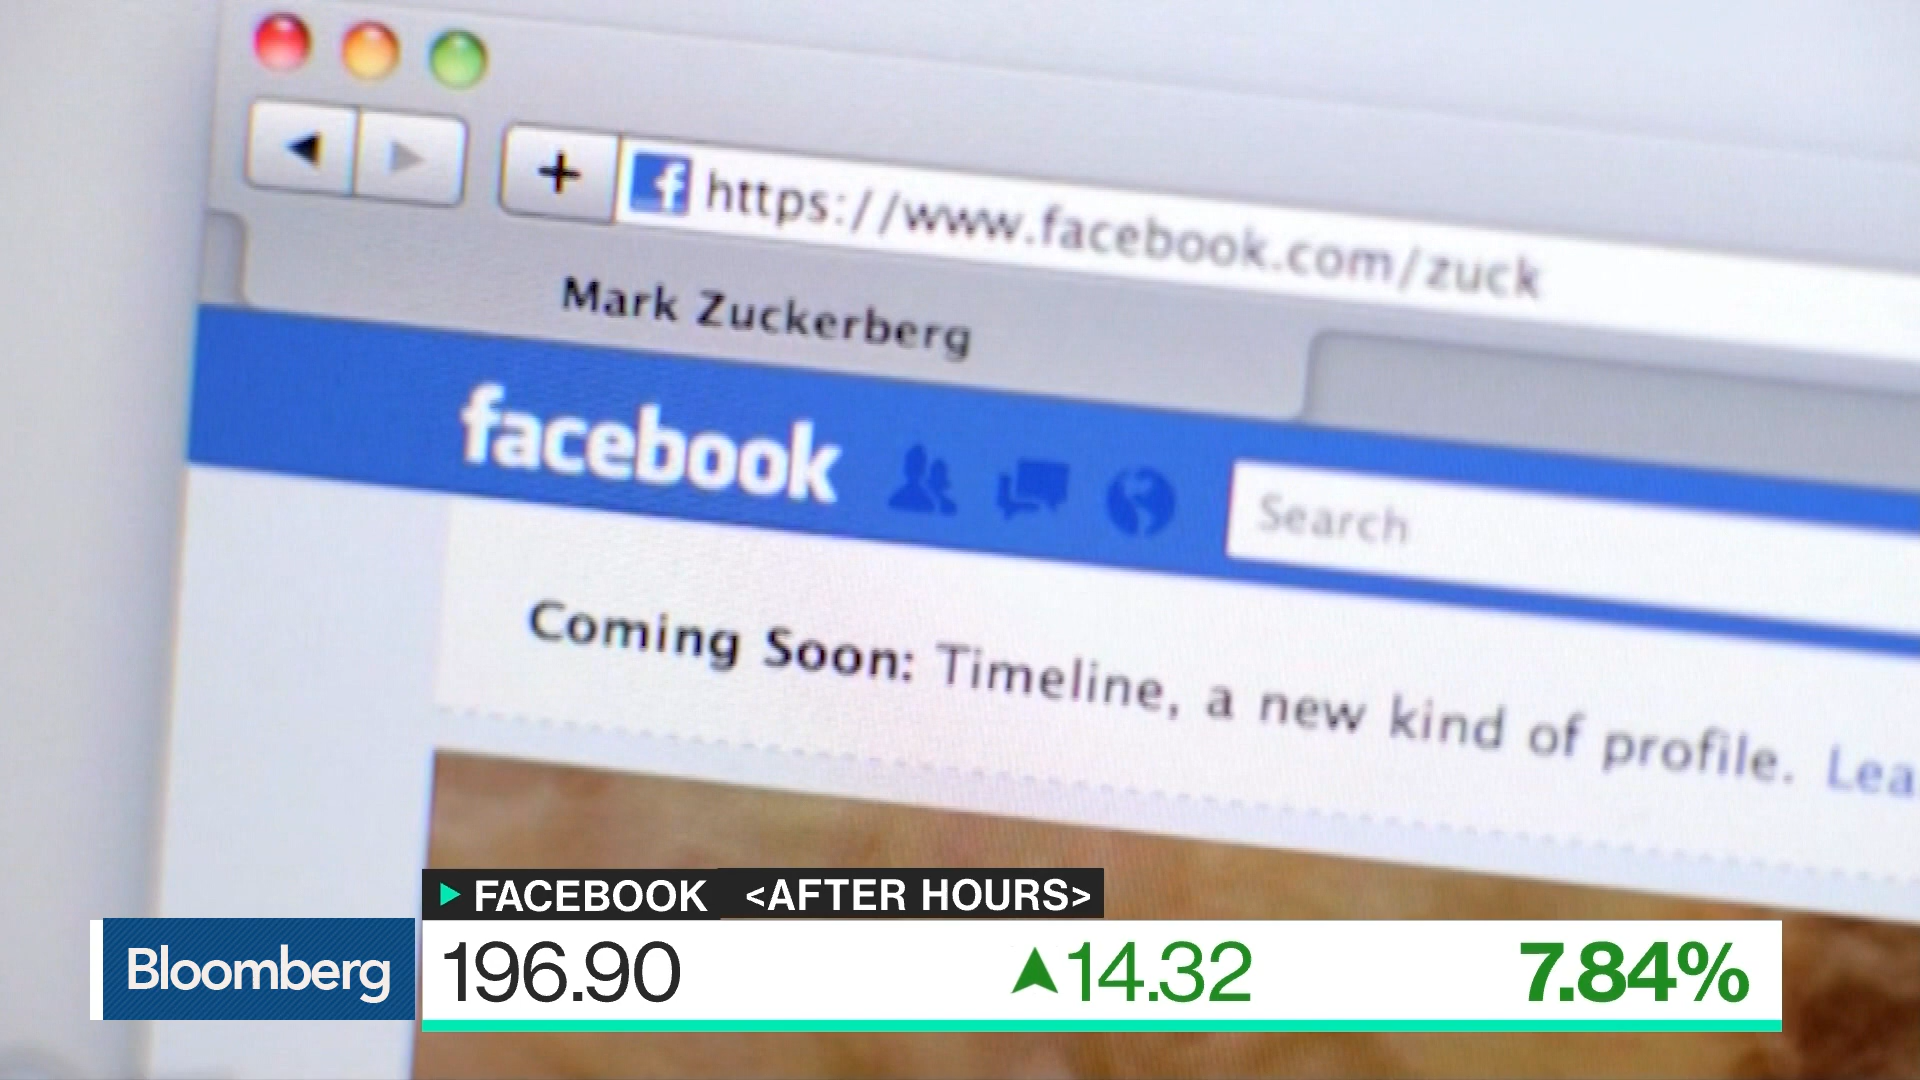 +
f https://www.facebook.com/zuck
Mark Zuckerberg
facebook
Search
Coming Soon: Timeline, a new kind of profile. Lea
FACEBOOK <AFTER HOURS>
Bloomberg
196.90 ▲14.32 7.84%